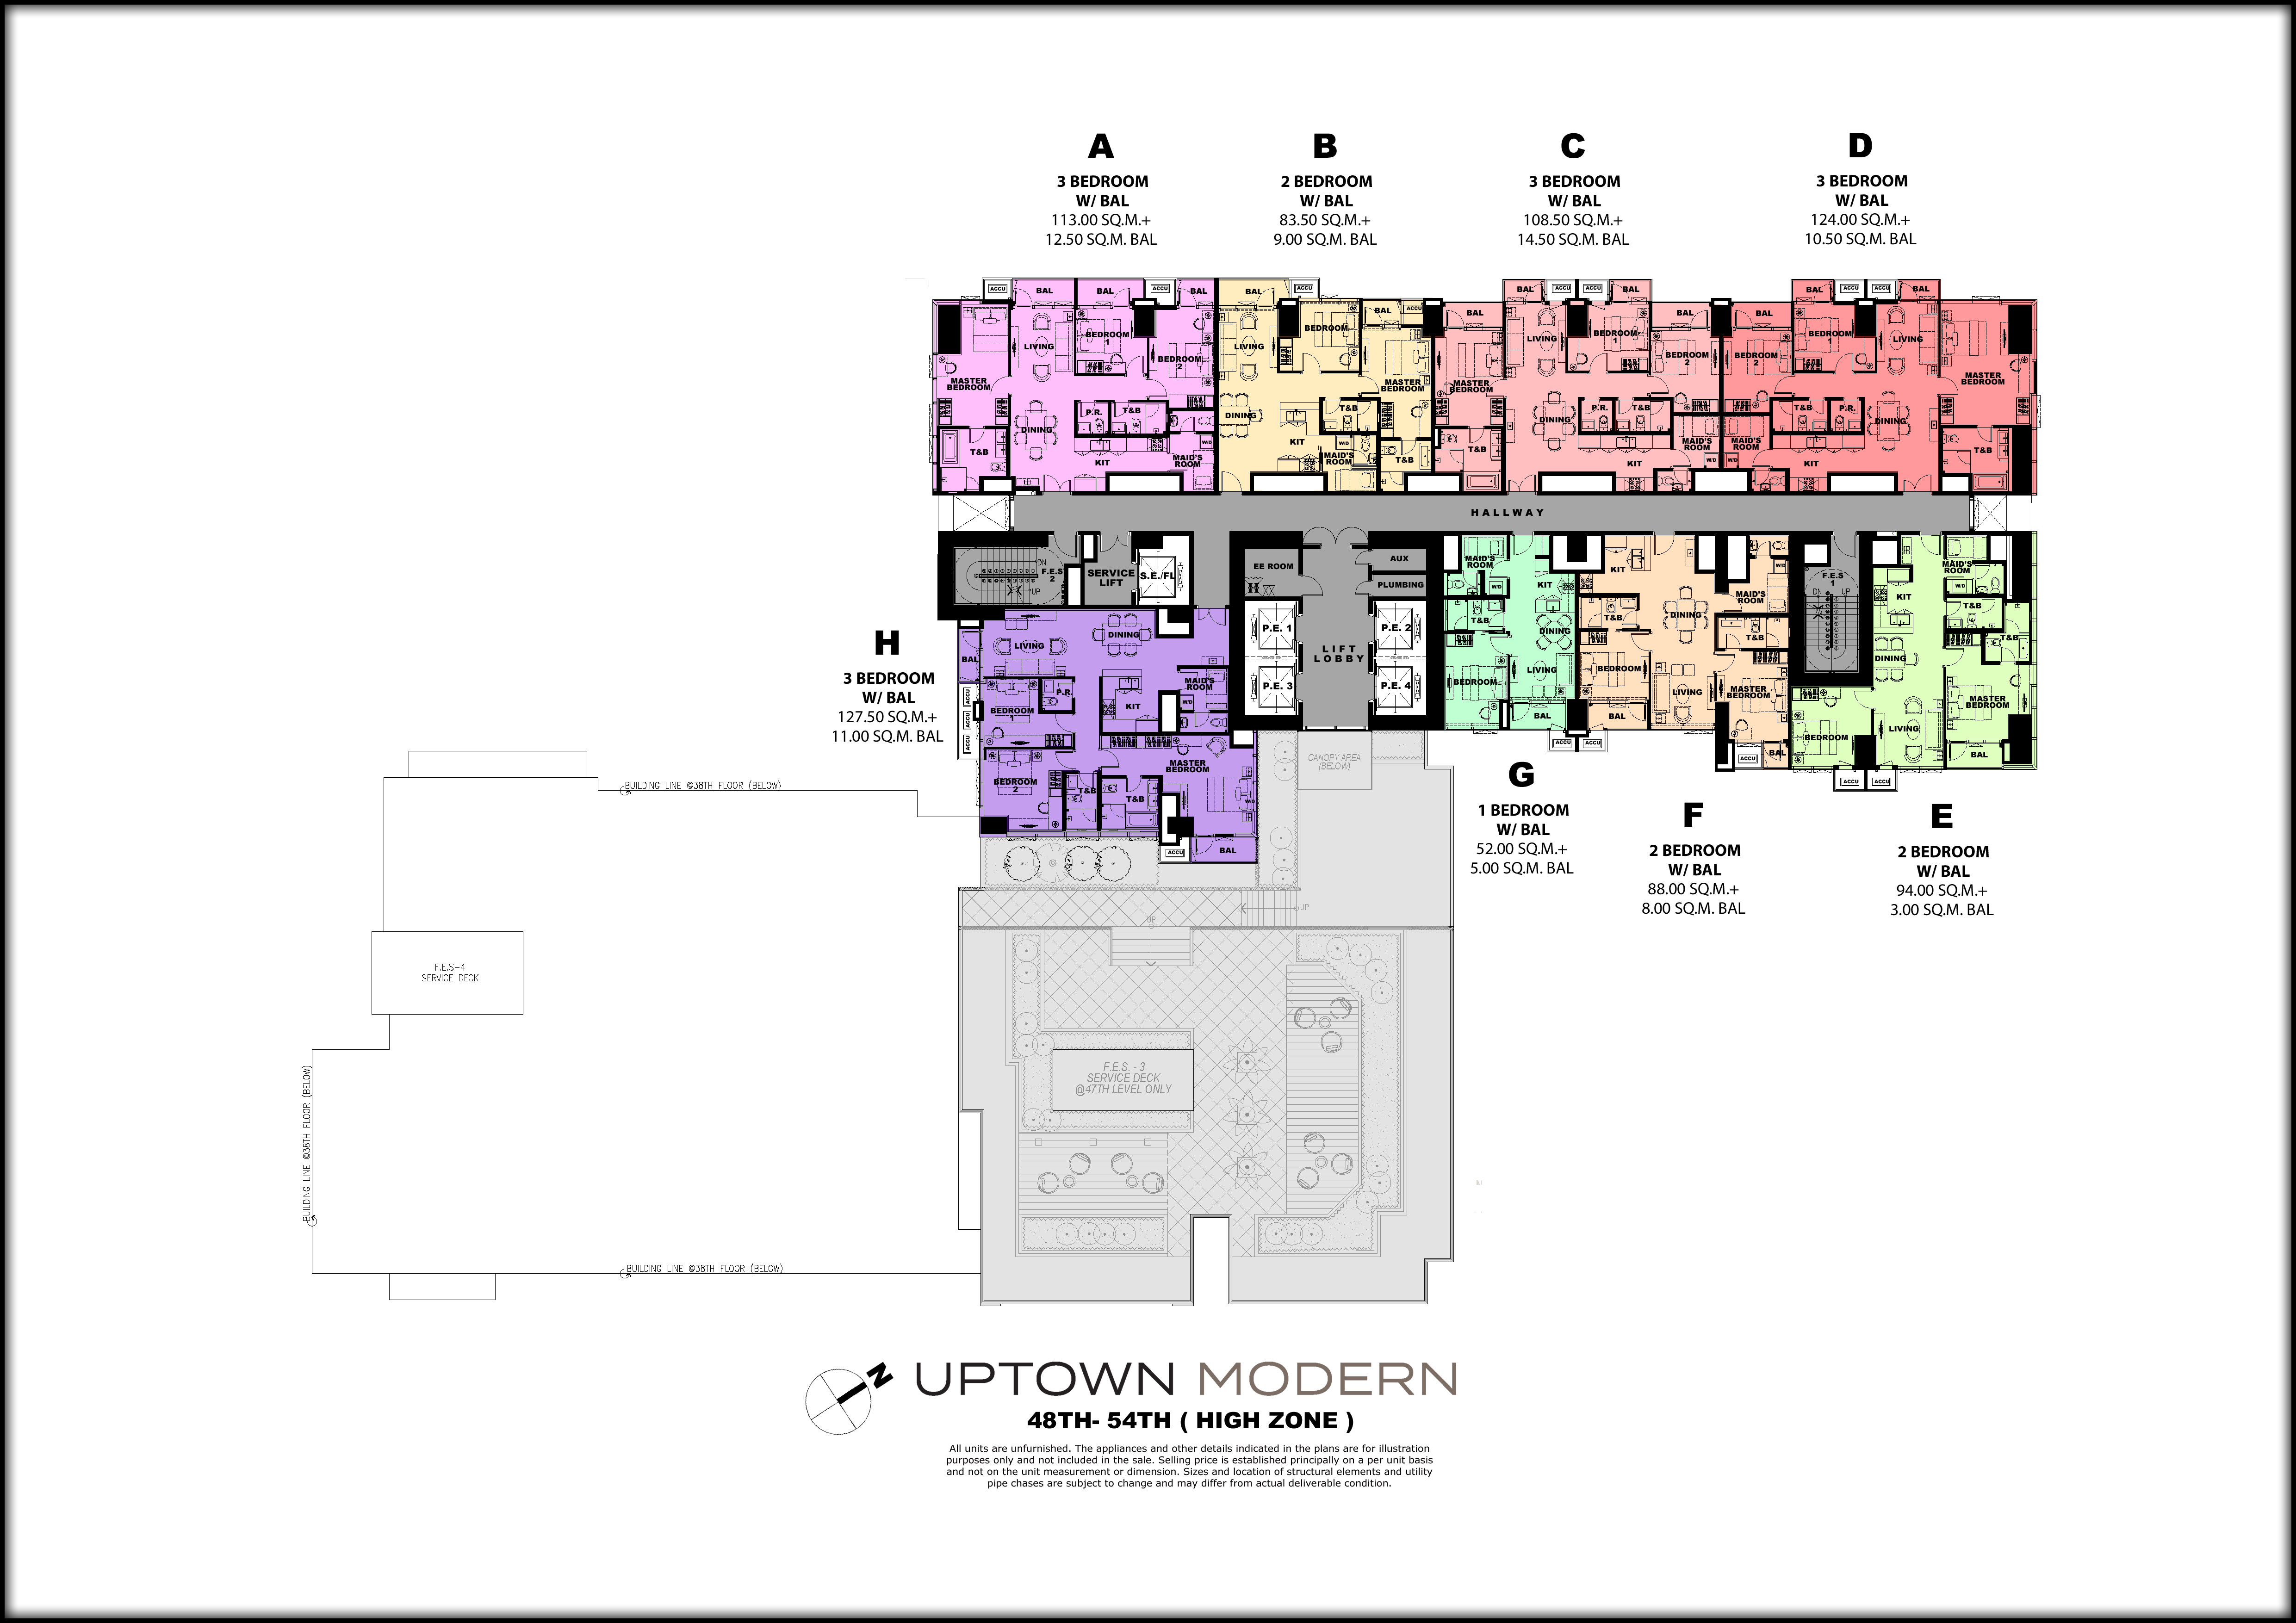 A
3 BEDROOM
W/ BAL
113.00 SQ.M.+
12.50 SQ.M. BAL
B
2 BEDROOM
W/ BAL
83.50 SQ.M.+
9.00 SQ.M. BAL
C
3 BEDROOM
W/ BAL
108.50 SQ.M.+
14.50 SQ.M. BAL
D
3 BEDROOM
W/ BAL
124.00 SQ.M.+
10.50 SQ.M. BAL
ACCU
BAL
BAL
ACCU
BAL
LIVING
BEDROOM
1
BEDROOM
2
MASTER
BEDROOM
P.R.
T&B
DINING
T&B
KIT
MAID'S
ROOM
W/D
BAL
ACCU
BAL
ACCU
LIVING
BEDROOM
MASTER
BEDROOM
DINING
T&B
KIT
W/D
MAID'S
ROOM
T&B
BAL
BAL
ACCU
ACCU
BAL
BAL
LIVING
BEDROOM
1
BEDROOM
2
MASTER
BEDROOM
DINING
P.R.
T&B
T&B
KIT
MAID'S
ROOM
W/D
BAL
BAL
ACCU
ACCU
BAL
BEDROOM
2
BEDROOM
1
LIVING
MASTER
BEDROOM
T&B
P.R.
DINING
MAID'S
ROOM
W/D
KIT
T&B
HALLWAY
DN
F.E.S
2
UP
SERVICE
LIFT
S.E./FL
EE ROOM
AUX
PLUMBING
P.E. 1
P.E. 2
P.E. 3
P.E. 4
LIFT
LOBBY
MAID'S
ROOM
W/D
KIT
T&B
DINING
BEDROOM
LIVING
BAL
ACCU
KIT
T&B
DINING
W/D
MAID'S
ROOM
T&B
BEDROOM
LIVING
MASTER
BEDROOM
BAL
ACCU
ACCU
BAL
F.E.S
1
DN
UP
KIT
MAID'S
ROOM
W/D
T&B
T&B
DINING
MASTER
BEDROOM
BEDROOM
LIVING
BAL
ACCU
ACCU
H
3 BEDROOM
W/ BAL
127.50 SQ.M.+
11.00 SQ.M. BAL
BAL
LIVING
DINING
ACCU
ACCU
ACCU
BEDROOM
1
P.R.
KIT
MAID'S
ROOM
W/D
BEDROOM
2
T&B
T&B
MASTER
BEDROOM
W/D
ACCU
BAL
G
1 BEDROOM
W/ BAL
52.00 SQ.M.+
5.00 SQ.M. BAL
F
2 BEDROOM
W/ BAL
88.00 SQ.M.+
8.00 SQ.M. BAL
E
2 BEDROOM
W/ BAL
94.00 SQ.M.+
3.00 SQ.M. BAL
CANOPY AREA
(BELOW)
BUILDING LINE @38TH FLOOR (BELOW)
UP
UP
F.E.S-4
SERVICE DECK
F.E.S. - 3
SERVICE DECK
@47TH LEVEL ONLY
BUILDING LINE @38TH FLOOR (BELOW)
BUILDING LINE @38TH FLOOR (BELOW)
N
UPTOWN MODERN
48TH- 54TH ( HIGH ZONE )
All units are unfurnished. The appliances and other details indicated in the plans are for illustration
purposes only and not included in the sale. Selling price is established principally on a per unit basis
and not on the unit measurement or dimension. Sizes and location of structural elements and utility
pipe chases are subject to change and may differ from actual deliverable condition.